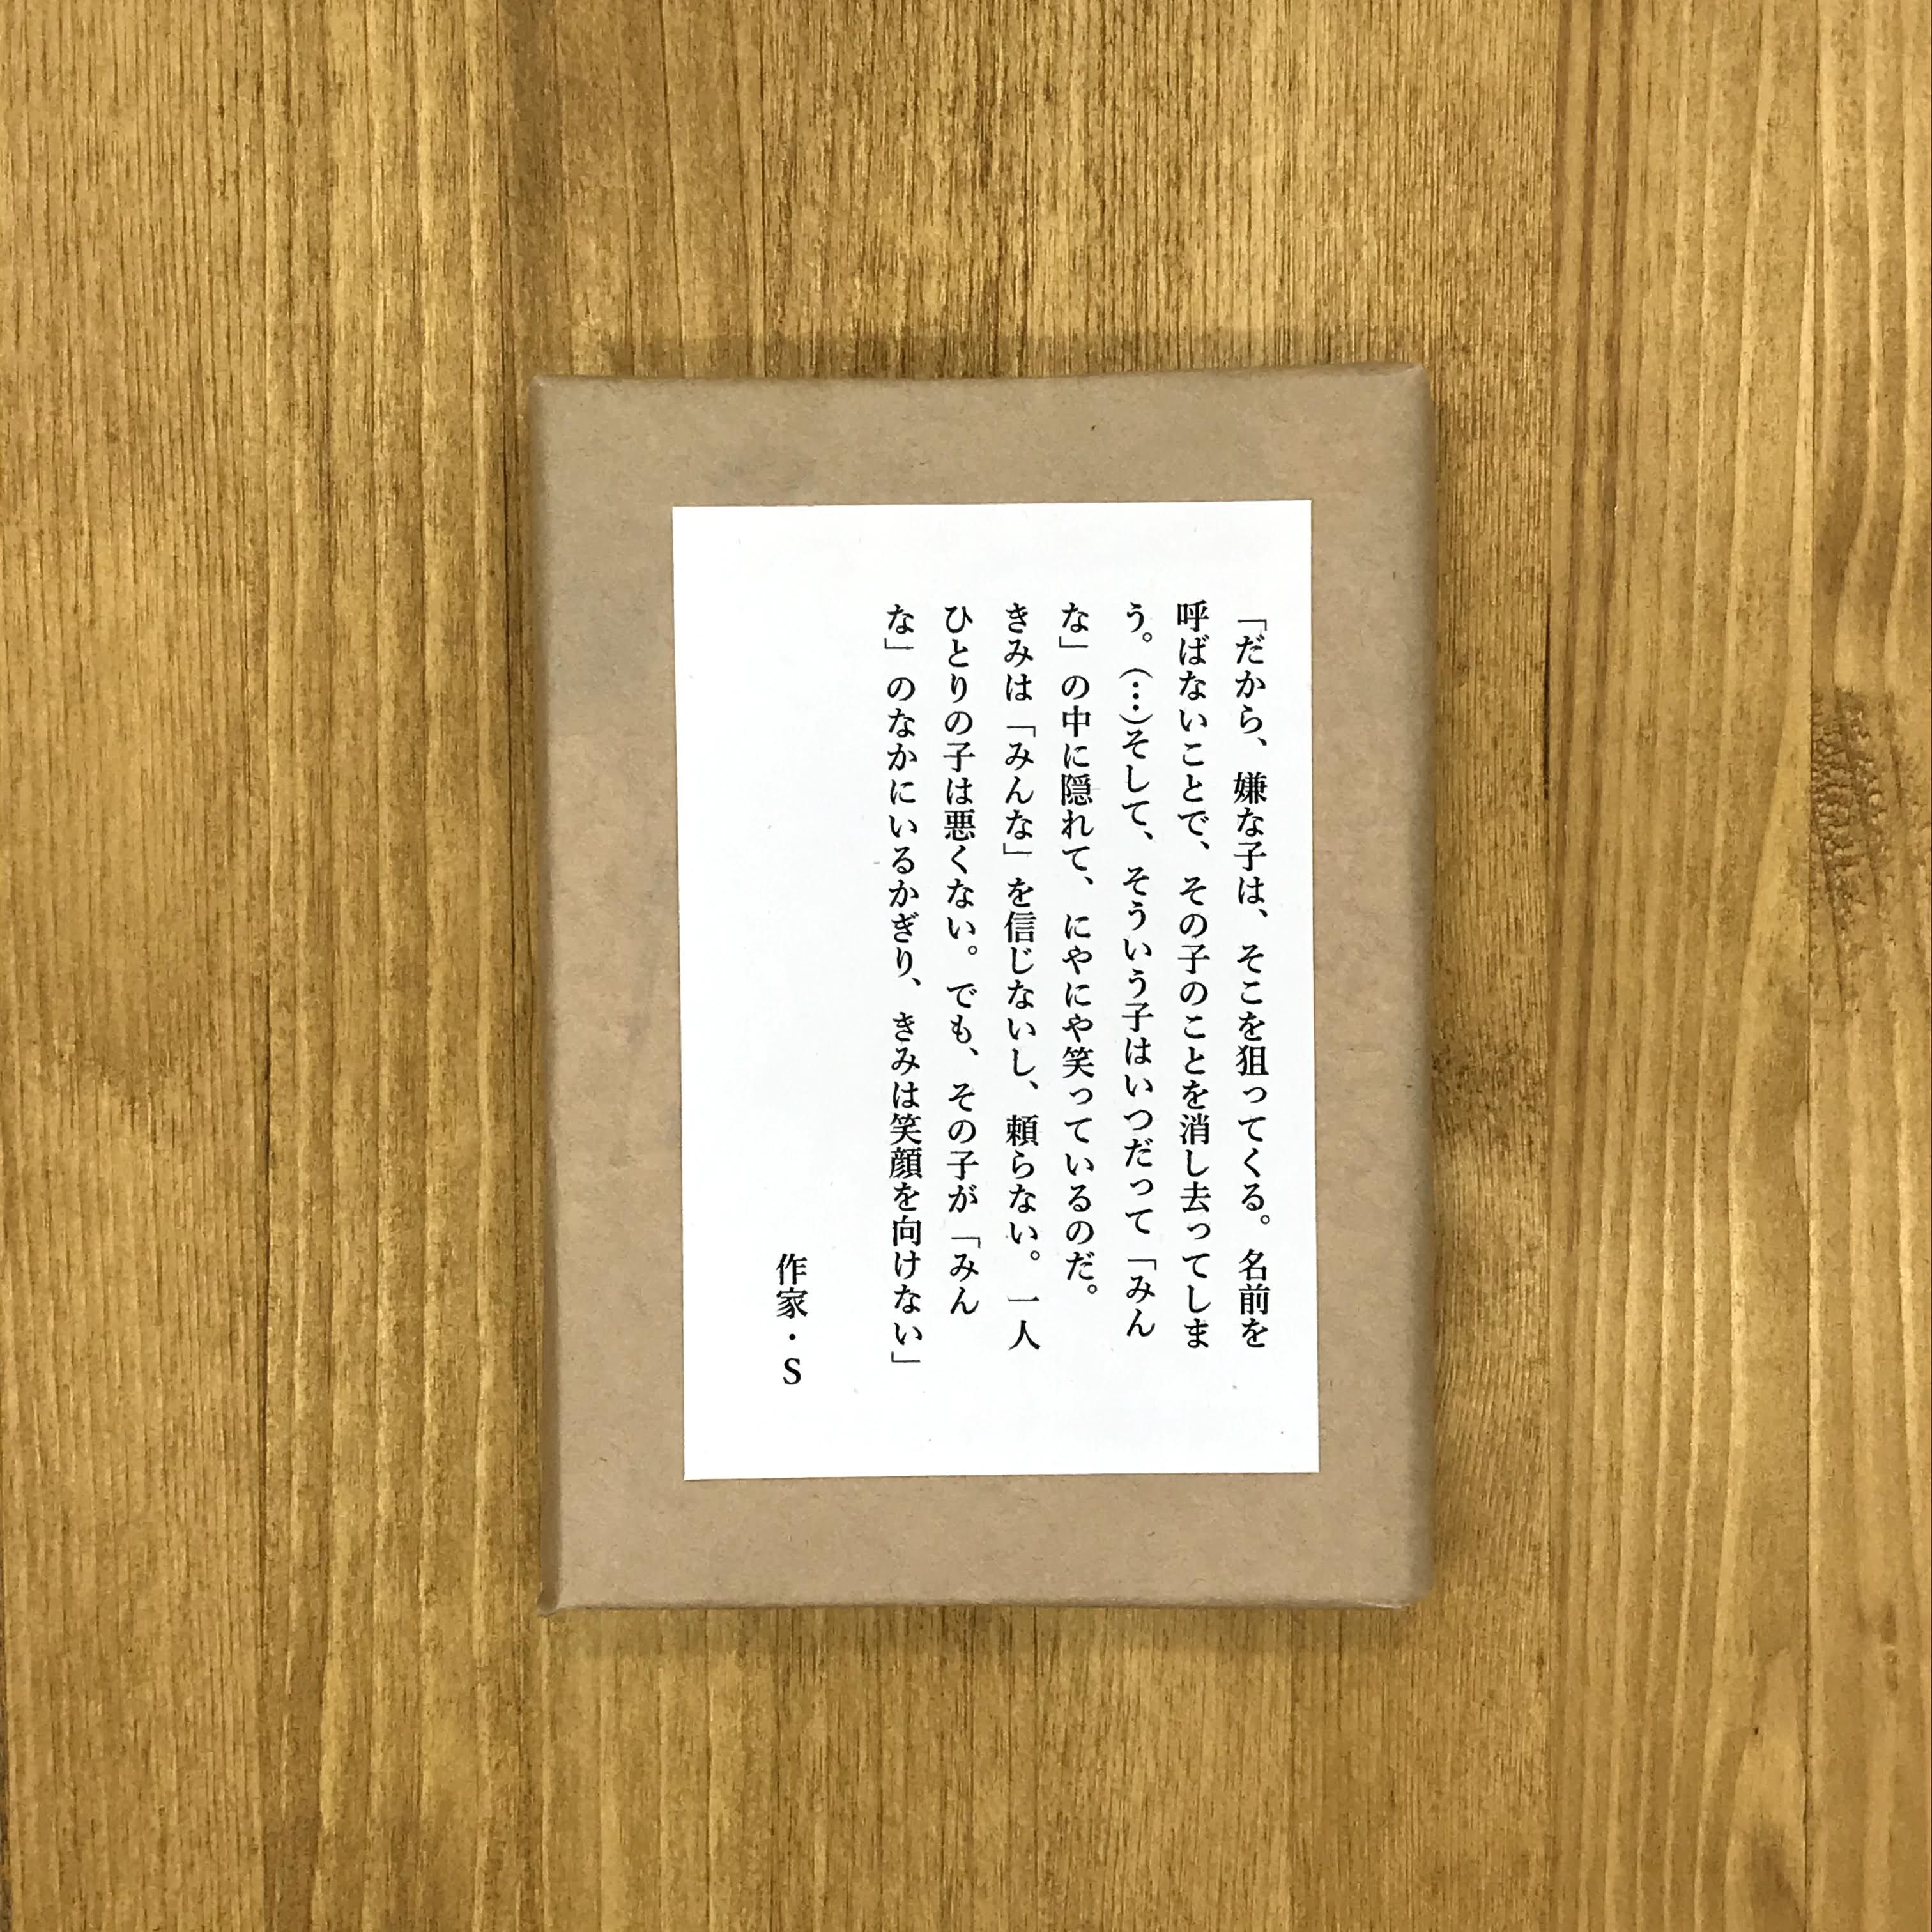 「だから、嫌な子は、そこを狙ってくる。名前を
呼ばないことで、その子のことを消し去ってしま
う。(…)そして、そういう子はいつだって「みん
な」の中に隠れて、にやにや笑っているのだ。
きみは「みんな」を信じないし、頼らない。一人
ひとりの子は悪くない。でも、その子が「みん
な」のなかにいるかぎり、きみは笑顔を向けない」
作家・S